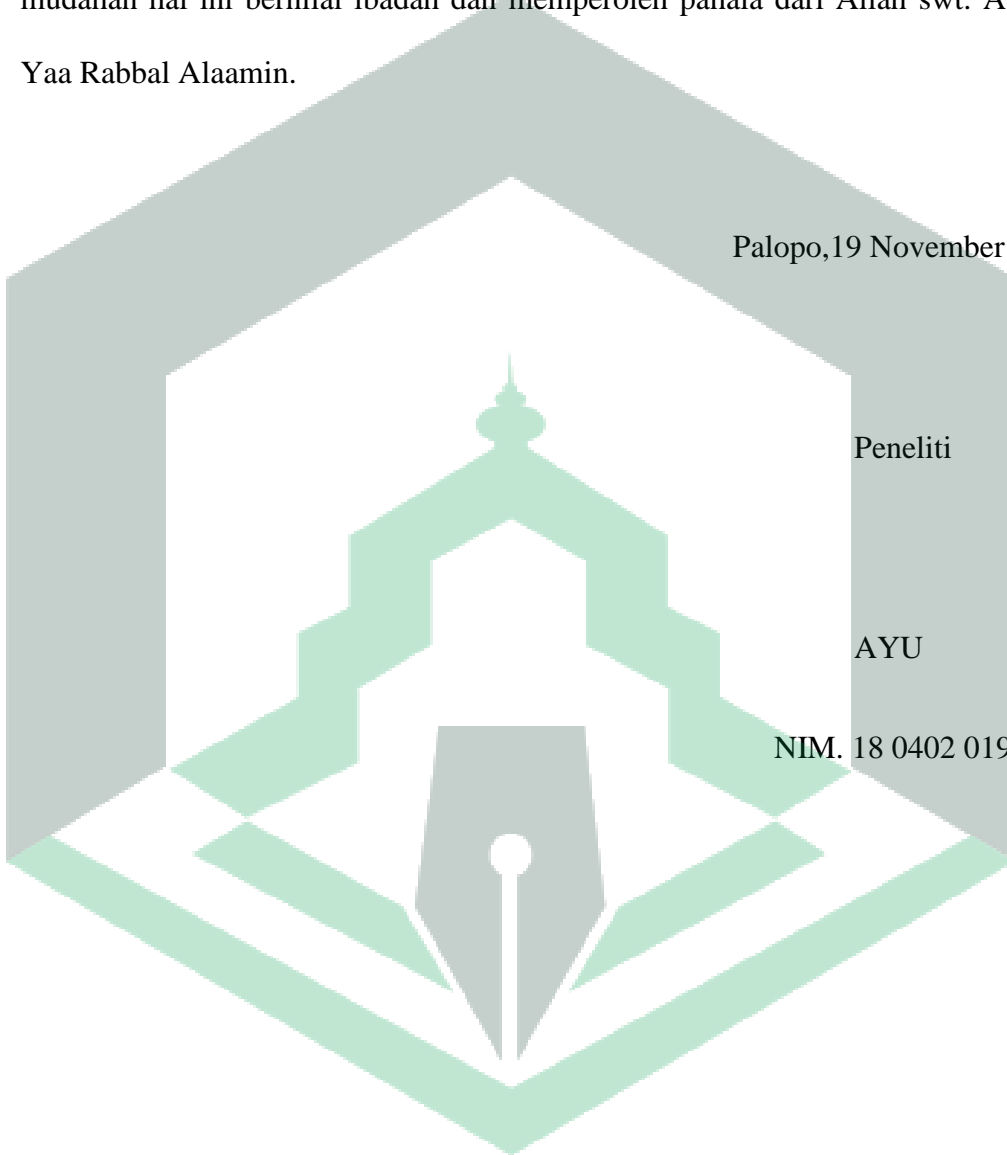 mudahan hal ini bernilai ibadah dan memperoleh pahala dari Allah swt. A
Yaa Rabbal Alaamin.
Palopo,19 November
Peneliti
AYU
NIM. 18 0402 019